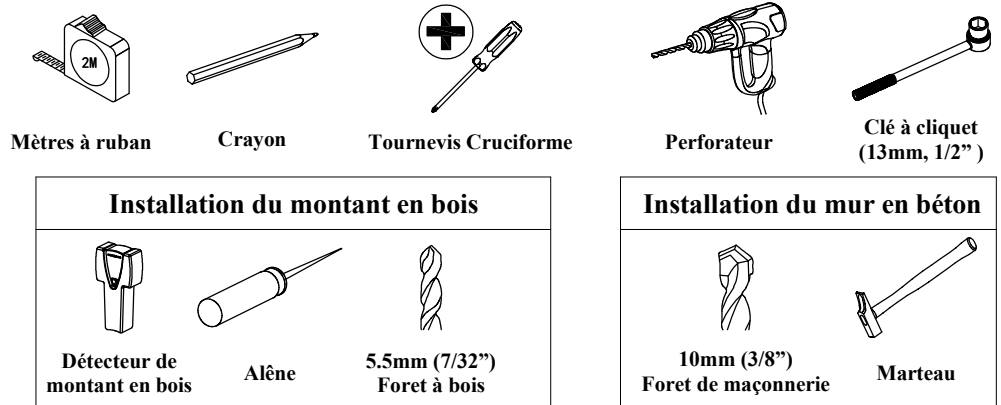 2M
Mètres à ruban
Crayon
Tournevis Cruciforme
Perforateur
Clé à cliquet
(13mm, 1/2” )
Installation du montant en bois
Détecteur de
montant en bois
Alêne
5.5mm (7/32”)
Foret à bois
Installation du mur en béton
10mm (3/8”)
Foret de maçonnerie
Marteau